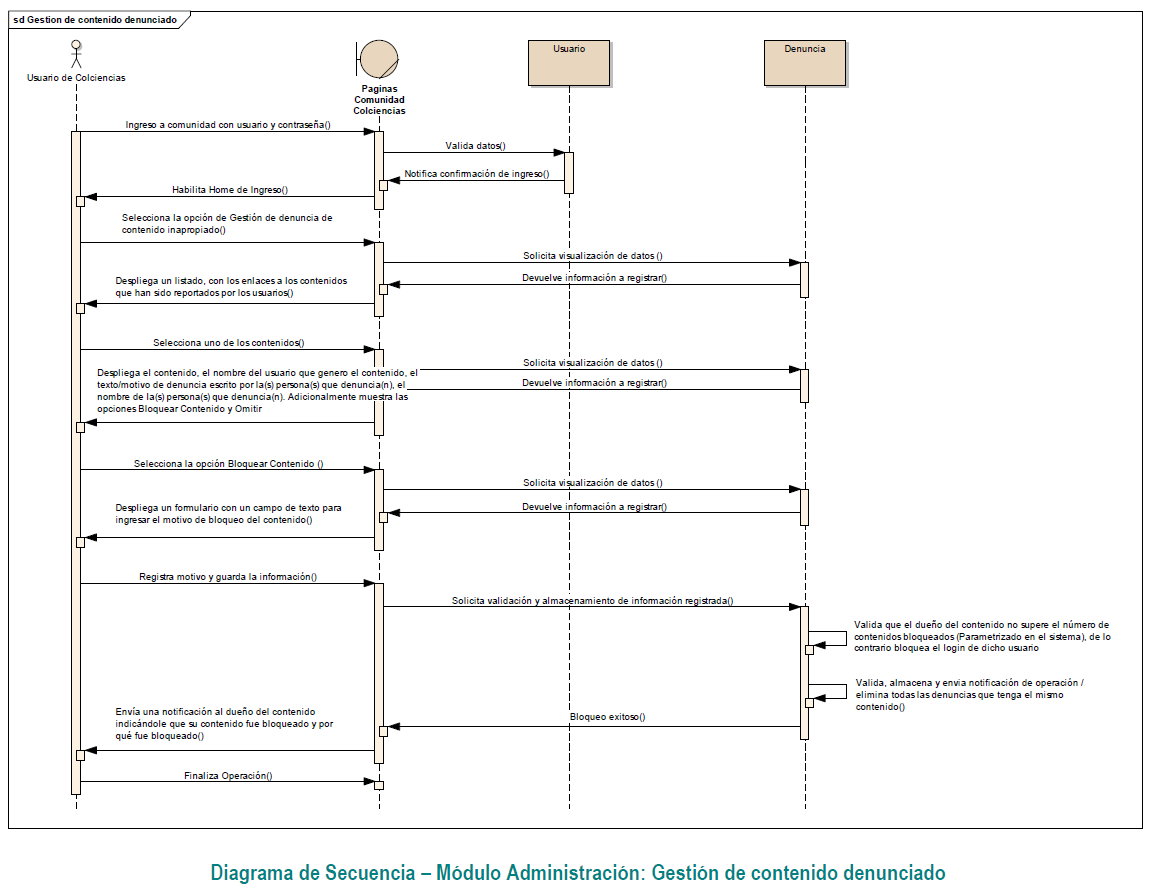 sd Gestion de contenido denunciado
Usuario de Colciencias
Paginas
Comunidad
Colciencias
Usuario
Denuncia
Ingreso a comunidad con usuario y contraseña()
Valida datos()
Notifica confirmación de ingreso()
Habilita Home de Ingreso()
Selecciona la opción de Gestión de denuncia de
contenido inapropiado()
Solicita visualización de datos ()
Devuelve información a registrar()
Despliega un listado, con los enlaces a los contenidos
que han sido reportados por los usuarios()
Selecciona uno de los contenidos()
Solicita visualización de datos ()
Devuelve información a registrar()
Despliega el contenido, el nombre del usuario que genero el contenido, el
texto/motivo de denuncia escrito por la(s) persona(s) que denuncia(n), el
nombre de la(s) persona(s) que denuncia(n). Adicionalmente muestra las
opciones Bloquear Contenido y Omitir
Selecciona la opción Bloquear Contenido ()
Solicita visualización de datos ()
Devuelve información a registrar()
Despliega un formulario con un campo de texto para
ingresar el motivo de bloqueo del contenido()
Registra motivo y guarda la información()
Solicita validación y almacenamiento de información registrada()
Valida que el dueño del contenido no supere el número de
contenidos bloqueados (Parametrizado en el sistema), de lo
contrario bloquea el login de dicho usuario
Valida, almacena y envia notificación de operación /
elimina todas las denuncias que tenga el mismo
contenido()
Bloqueo exitoso()
Envía una notificación al dueño del contenido
indicándole que su contenido fue bloqueado y por
qué fue bloqueado()
Finaliza Operación()
Diagrama de Secuencia – Módulo Administración: Gestión de contenido denunciado